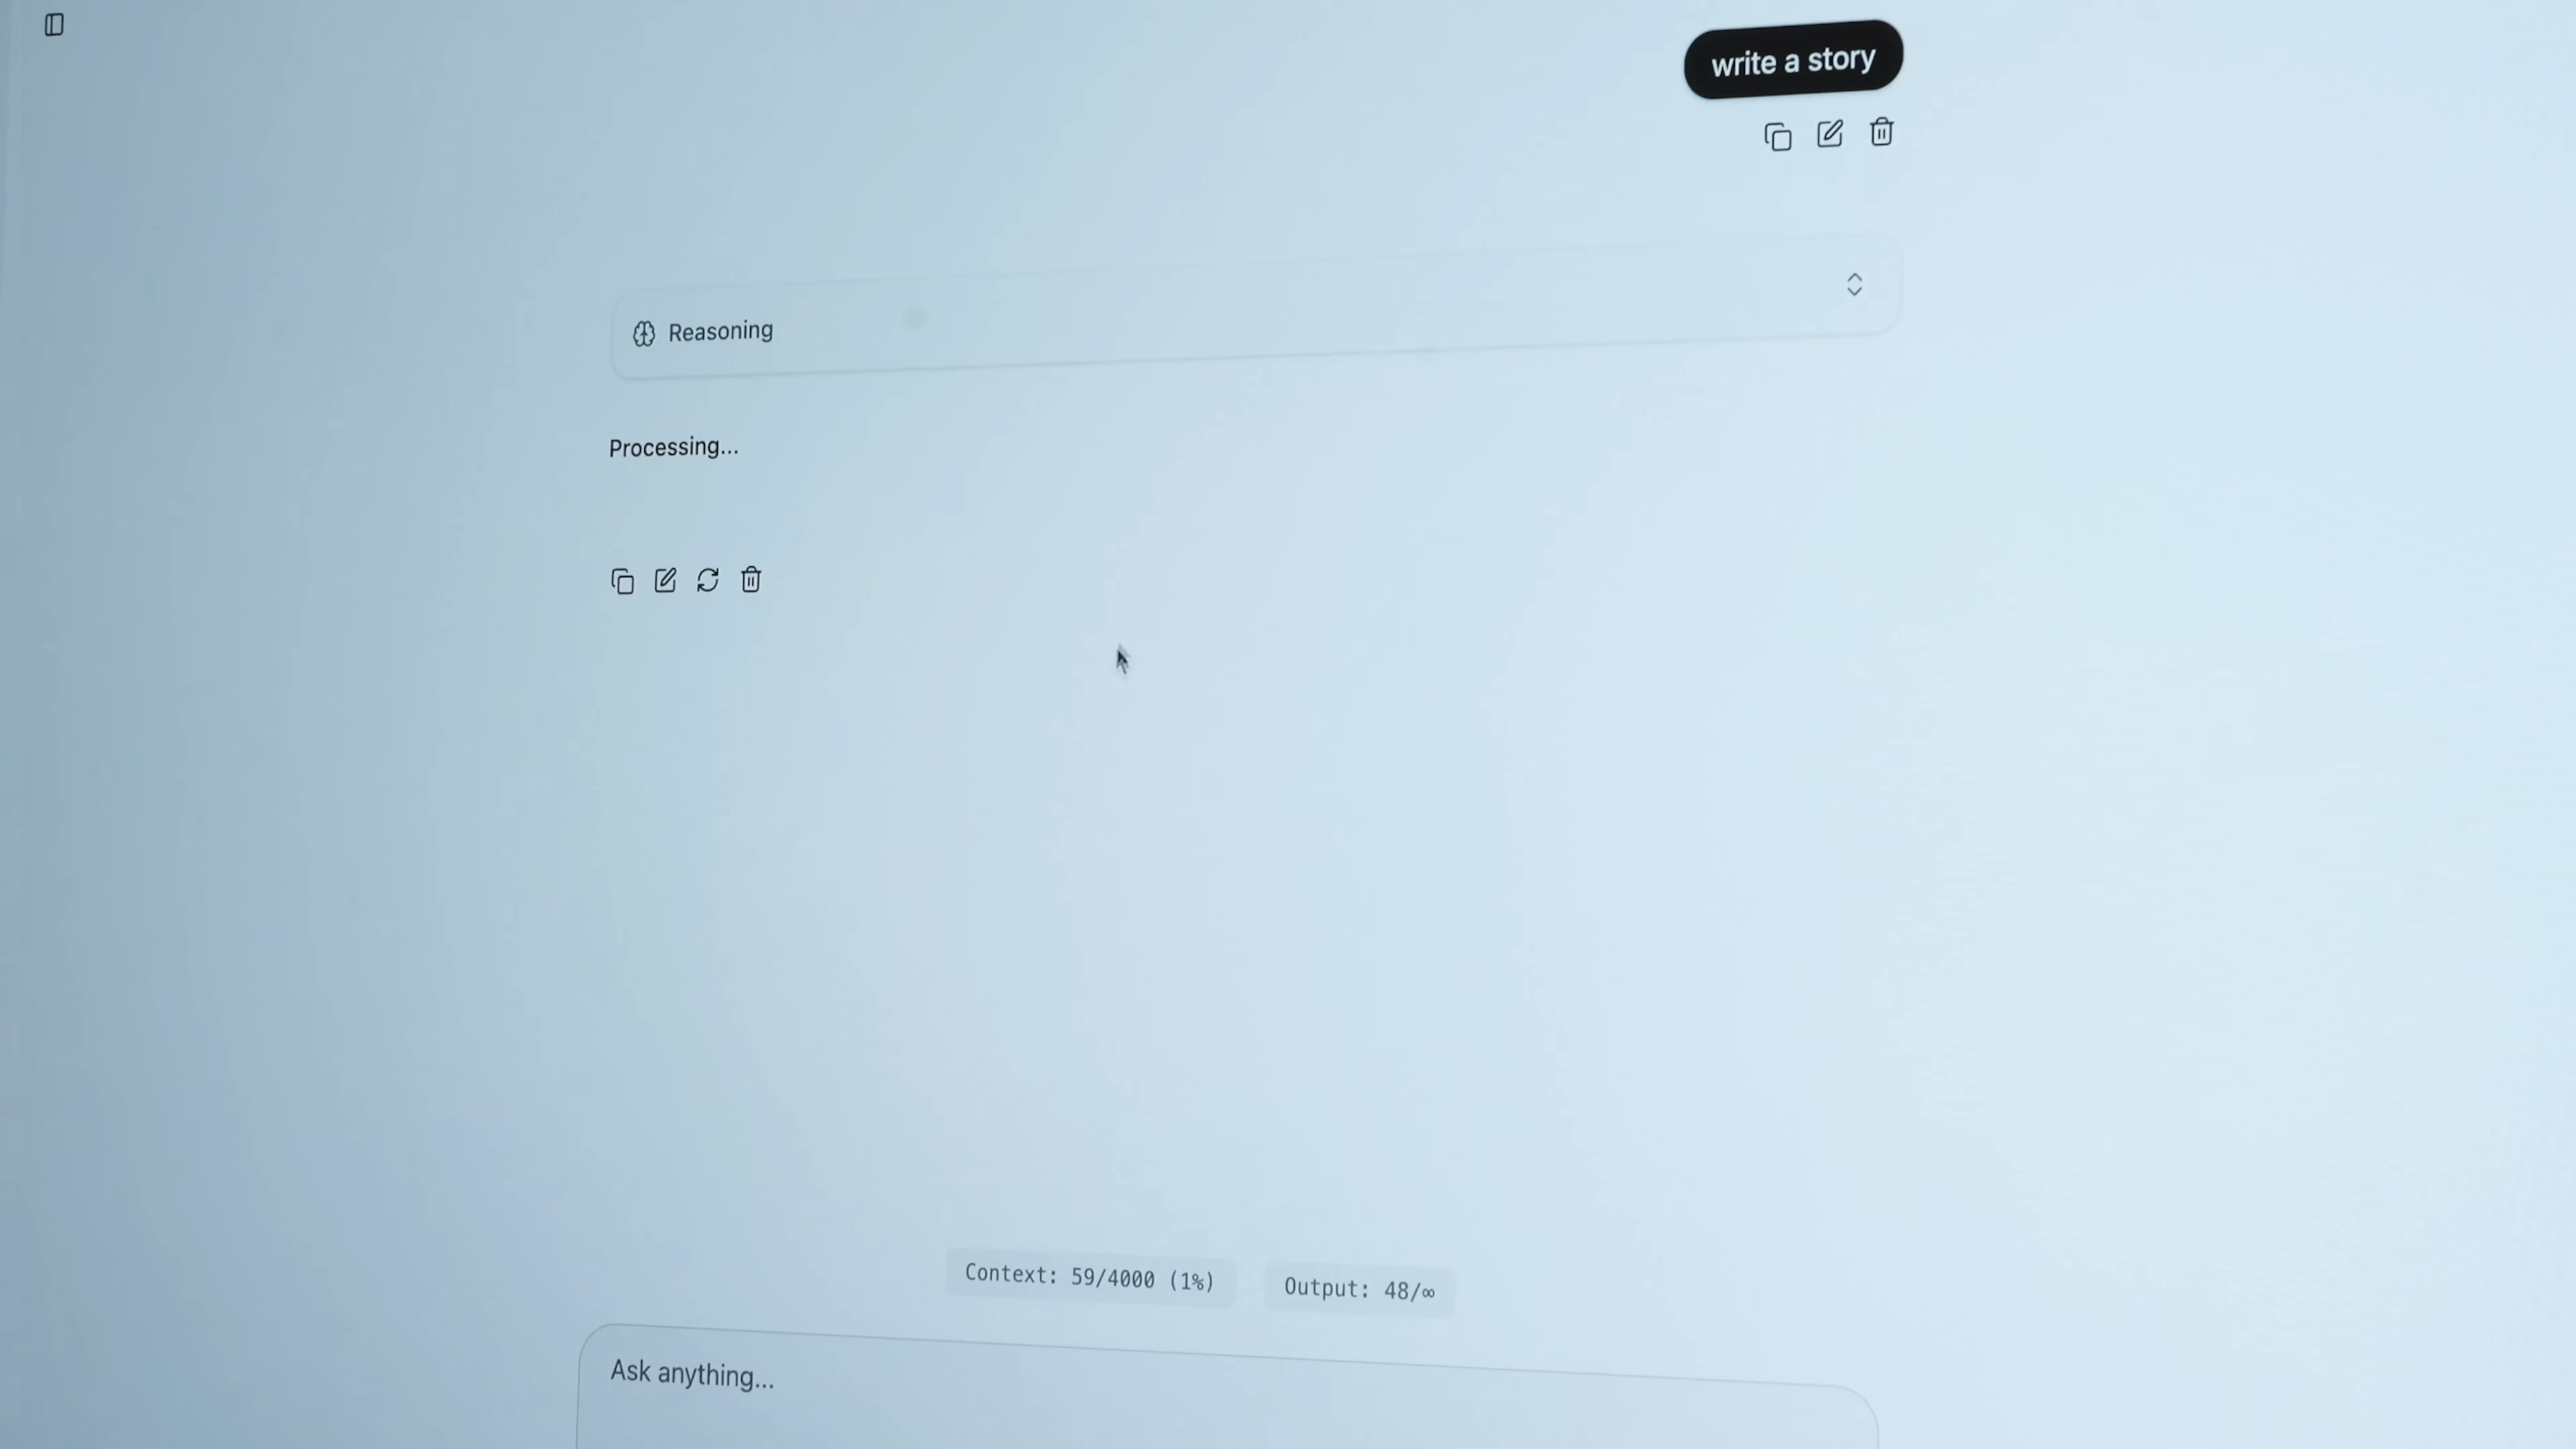 write a story
Reasoning
Processing...
Context: 59/4000 (1%)
Output: 48/∞
Ask anything...